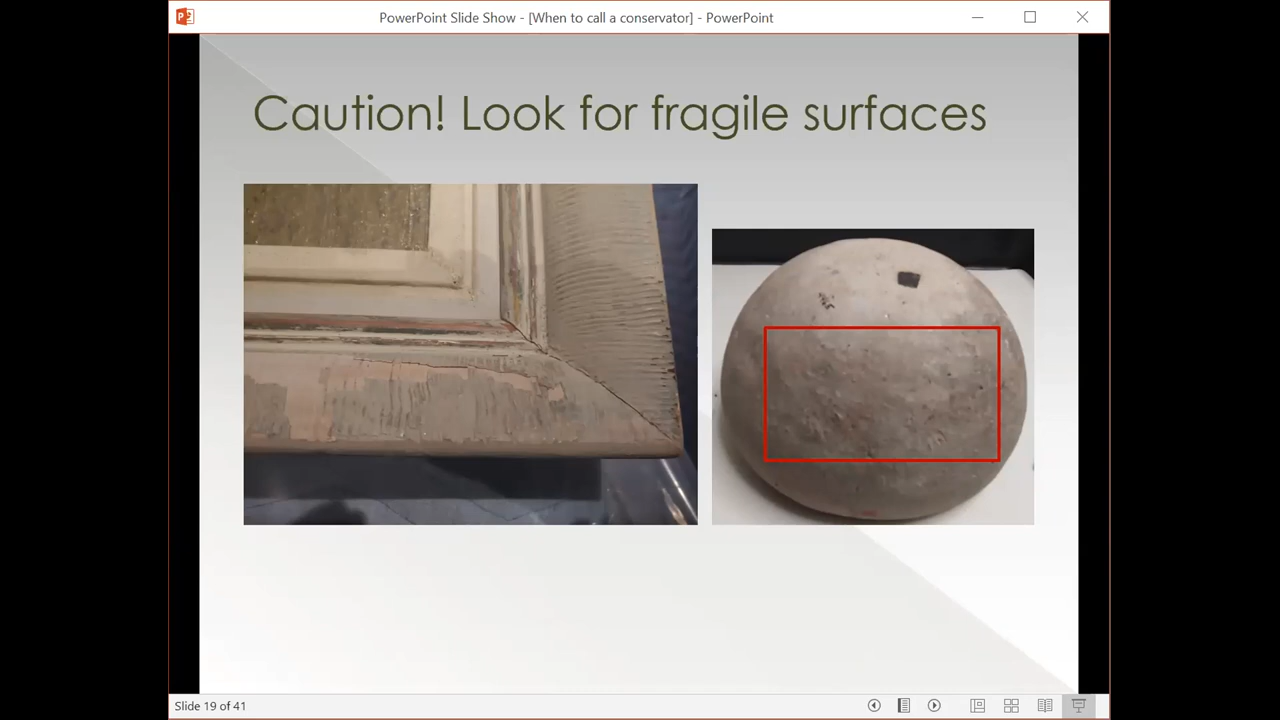 PowerPoint Slide Show - [When to call a conservator] - PowerPoint
Caution! Look for fragile surfaces
Slide 19 of 41